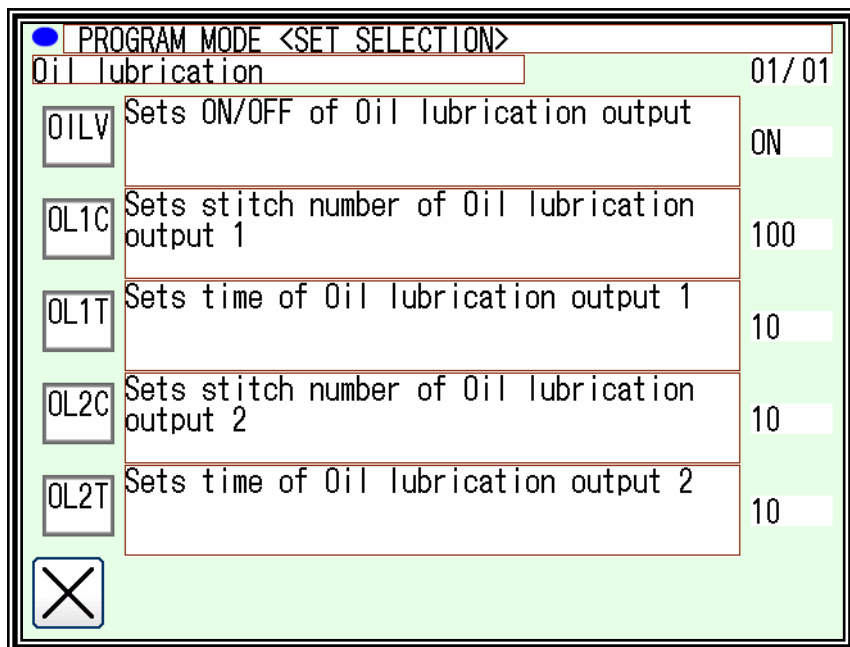 PROGRAM MODE <SET SELECTION>
Oil lubrication 01/01
OILV Sets ON/OFF of Oil lubrication output ON
OL1C Sets stitch number of Oil lubrication
output 1 100
OL1T Sets time of Oil lubrication output 1 10
OL2C Sets stitch number of Oil lubrication
output 2 10
OL2T Sets time of Oil lubrication output 2 10